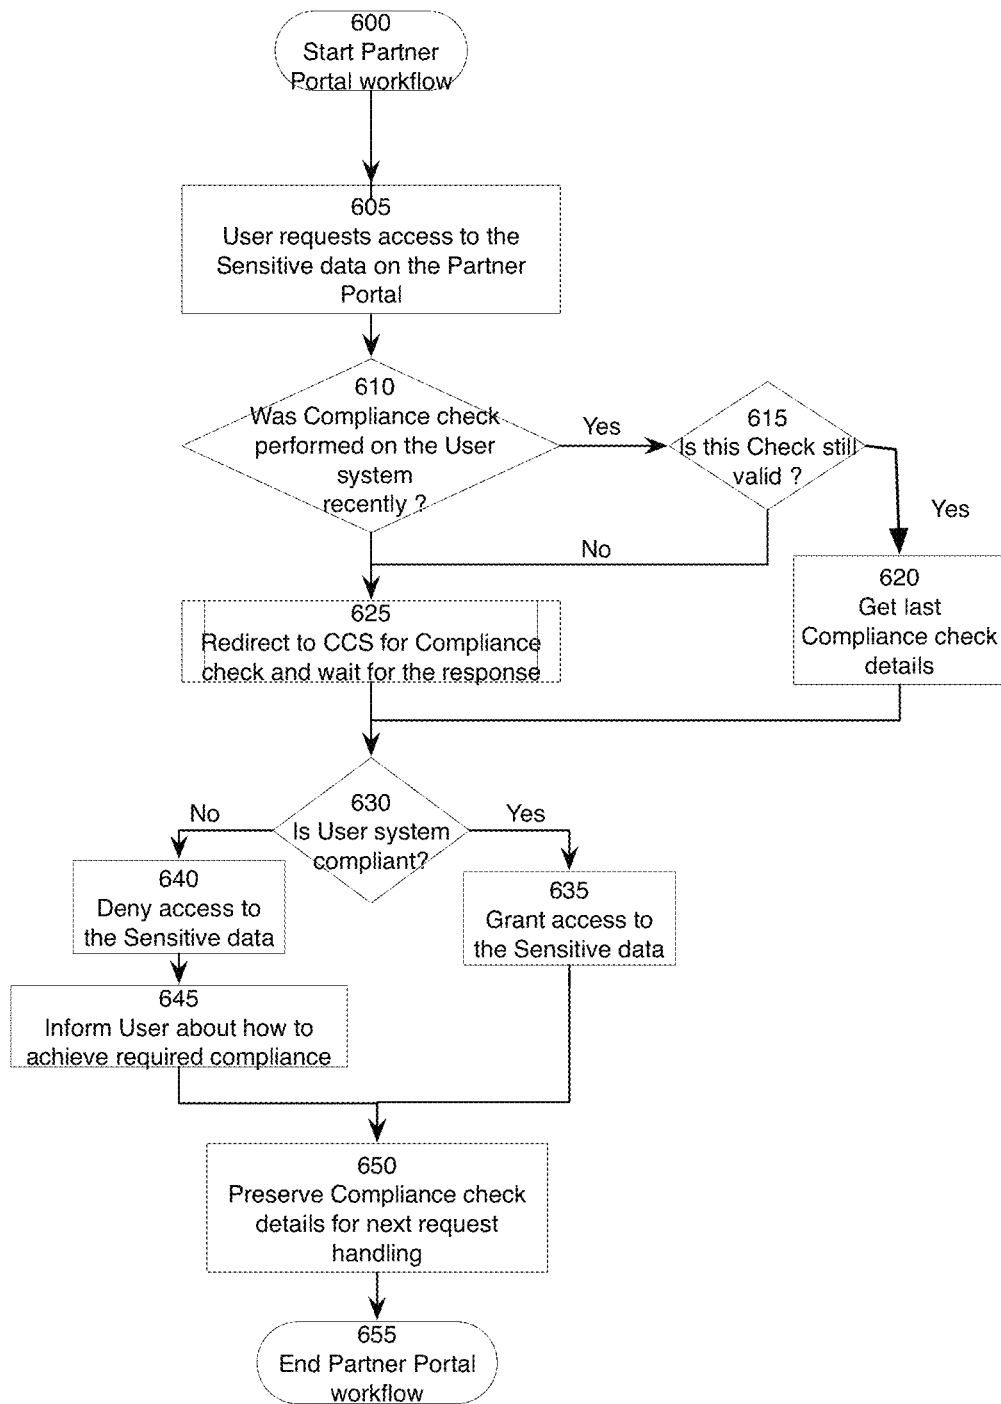 600
Start Partner
Portal workflow
605
User requests access to the
Sensitive data on the Partner
Portal
610
Was Compliance check
performed on the User
system
recently ?
Yes
615
Is this Check still
valid ?
Yes
No
620
Get last
Compliance check
details
625
Redirect to CCS for Compliance
check and wait for the response
630
Is User system
compliant?
No
Yes
640
Deny access to
the Sensitive data
635
Grant access to
the Sensitive data
645
Inform User about how to
achieve required compliance
650
Preserve Compliance check
details for next request
handling
655
End Partner Portal
workflow